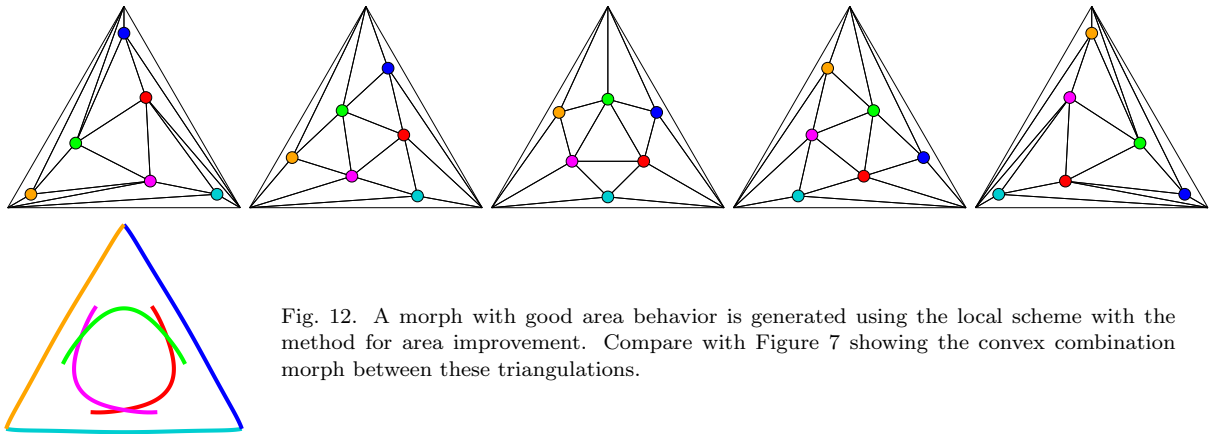 Fig. 12. A morph with good area behavior is generated using the local scheme with the
method for area improvement. Compare with Figure 7 showing the convex combination
morph between these triangulations.